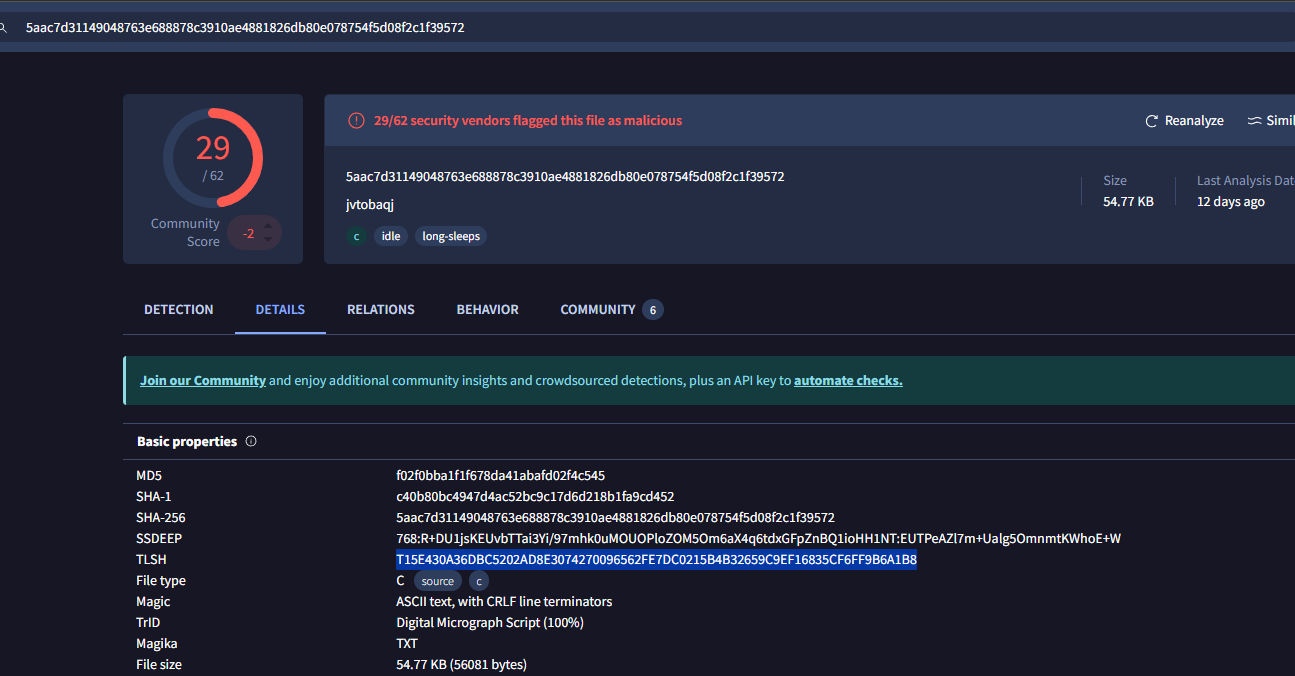 5aac7d31149048763e688878c3910ae4881826db80e078754f5d08f2c1f39572
29
/ 62
Community
Score
-2
29/62 security vendors flagged this file as malicious
Reanalyze
Simil
5aac7d31149048763e688878c3910ae4881826db80e078754f5d08f2c1f39572
jvtobaqj
c idle long-sleeps
Size
54.77 KB
Last Analysis Dat
12 days ago
DETECTION DETAILS RELATIONS BEHAVIOR COMMUNITY 6
Join our Community and enjoy additional community insights and crowdsourced detections, plus an API key to automate checks.
Basic properties
MD5 f02f0bba1f1f678da41abafd02f4c545
SHA-1 c40b80bc4947d4ac52bc9c17d6d218b1fa9cd452
SHA-256 5aac7d31149048763e688878c3910ae4881826db80e078754f5d08f2c1f39572
SSDEEP 768:R+DU1jsKEUvbTTai3Yi/97mhk0uMOUOPloZOM5Om6aX4q6tdxGFpZnBQ1ioHH1NT:EUTPeAZl7m+Ualg5OmnmtKWhoE+W
TLSH T15E430A36DBC5202AD8E3074270096562FE7DC0215B4B32659C9EF16835CF6FF9B6A1B8
File type C source c
Magic ASCII text, with CRLF line terminators
TrID Digital Micrograph Script (100%)
Magika TXT
File size 54.77 KB (56081 bytes)